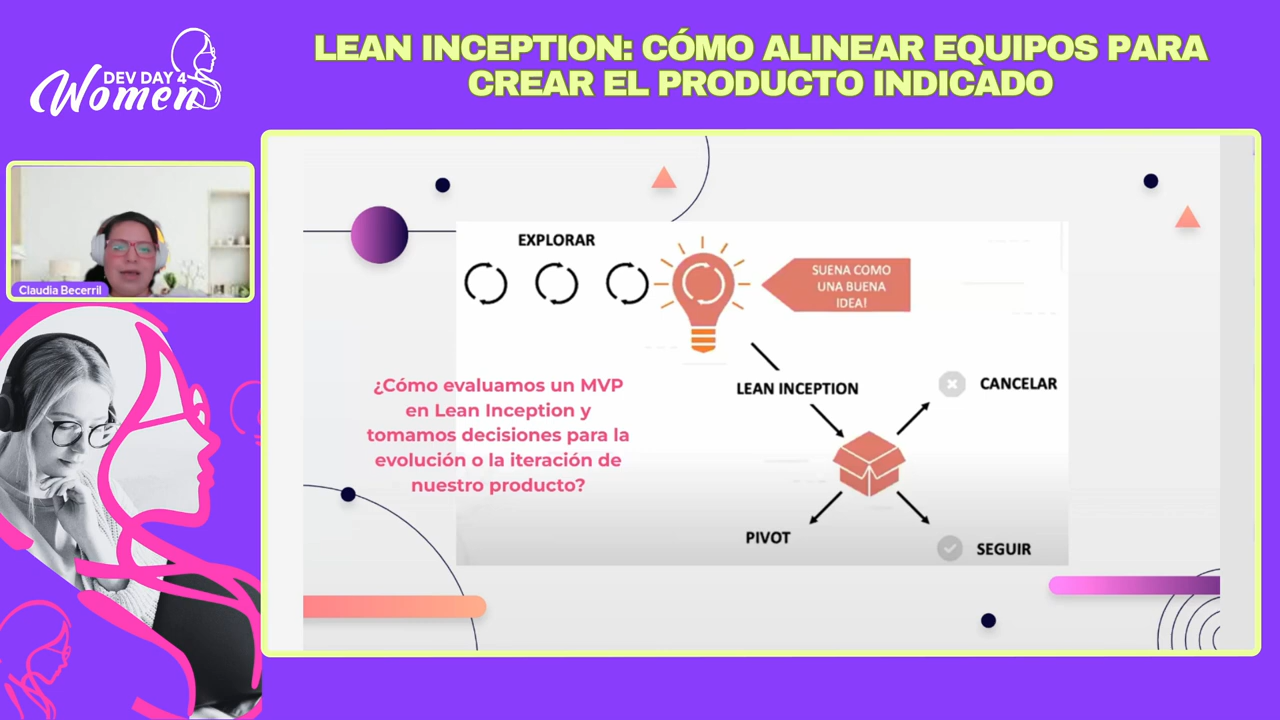 DEV DAY 4
Women
LEAN INCEPTION: CÓMO ALINEAR EQUIPOS PARA
CREAR EL PRODUCTO INDICADO
Claudia Becerril
EXPLORAR
SUENA COMO
UNA BUENA
IDEA!
¿Cómo evaluamos un MVP
en Lean Inception y
tomamos decisiones para la
evolución o la iteración de
nuestro producto?
LEAN INCEPTION
CANCELAR
PIVOT
SEGUIR